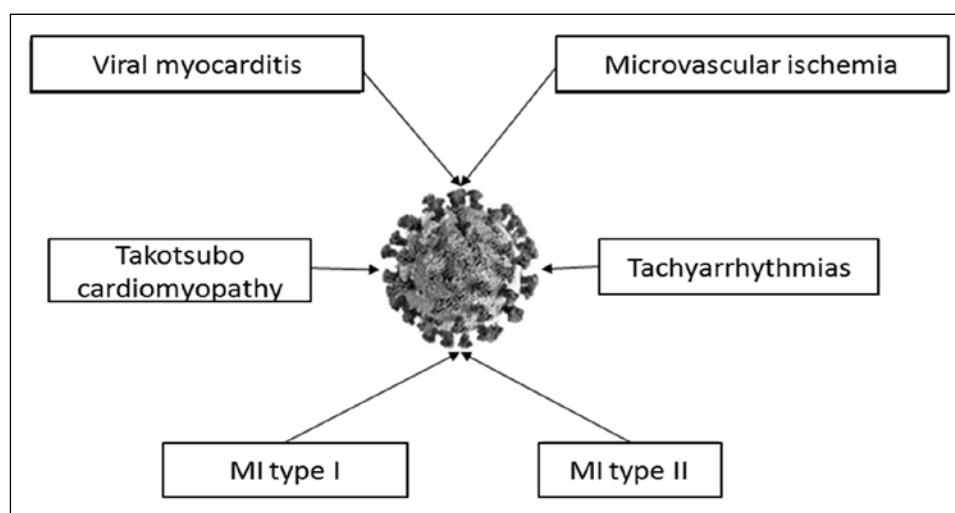 Viral myocarditis
Microvascular ischemia
Takotsubo
cardiomyopathy
Tachyarrhythmias
MI type I
MI type II